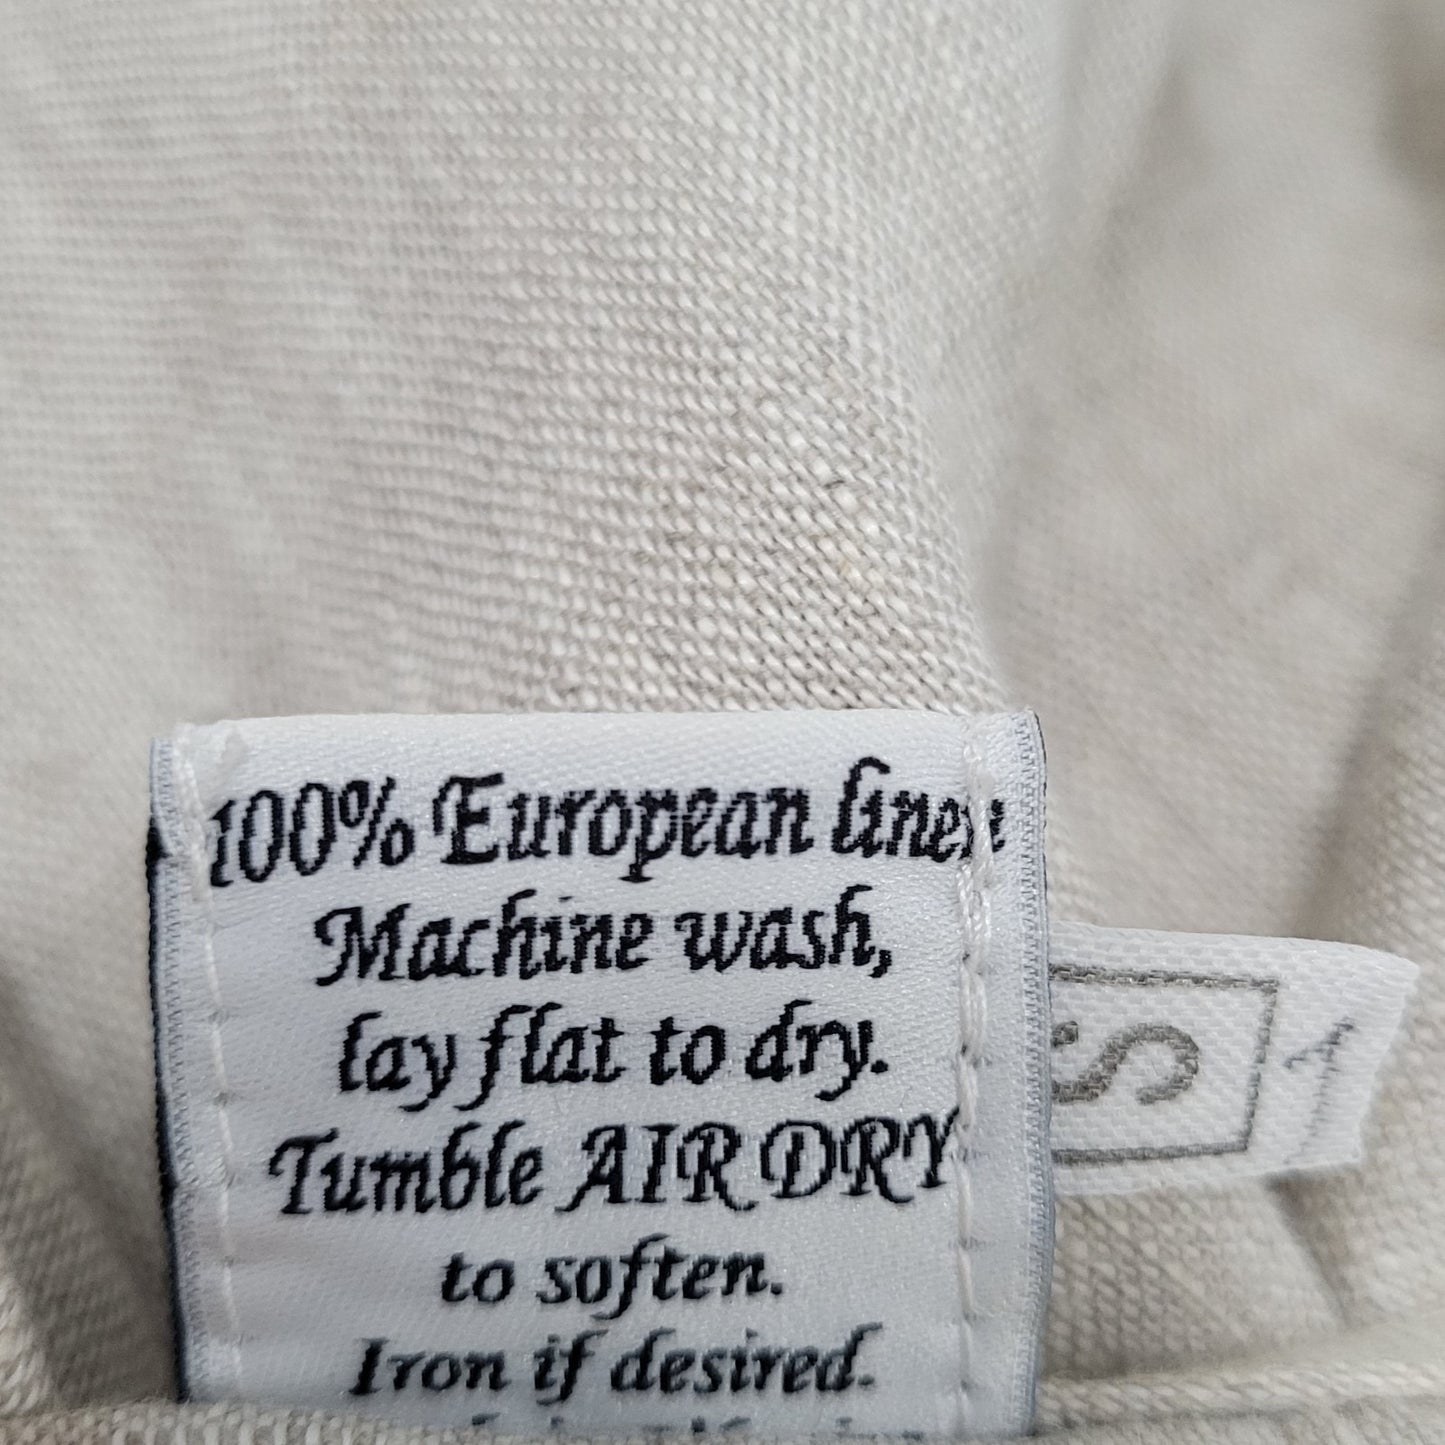 100% European linen
Machine wash,
lay flat to dry.
Tumble AIR DRY
to soften.
Iron if desired.
S